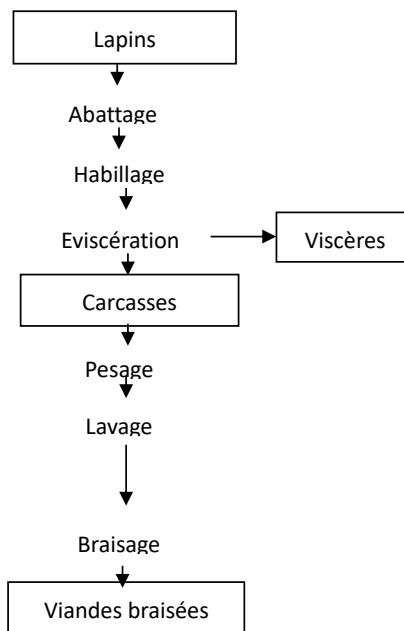 Lapins
Abattage
Habillage
Eviscération
Viscères
Carcasses
Pesage
Lavage
Braisage
Viandes braisées